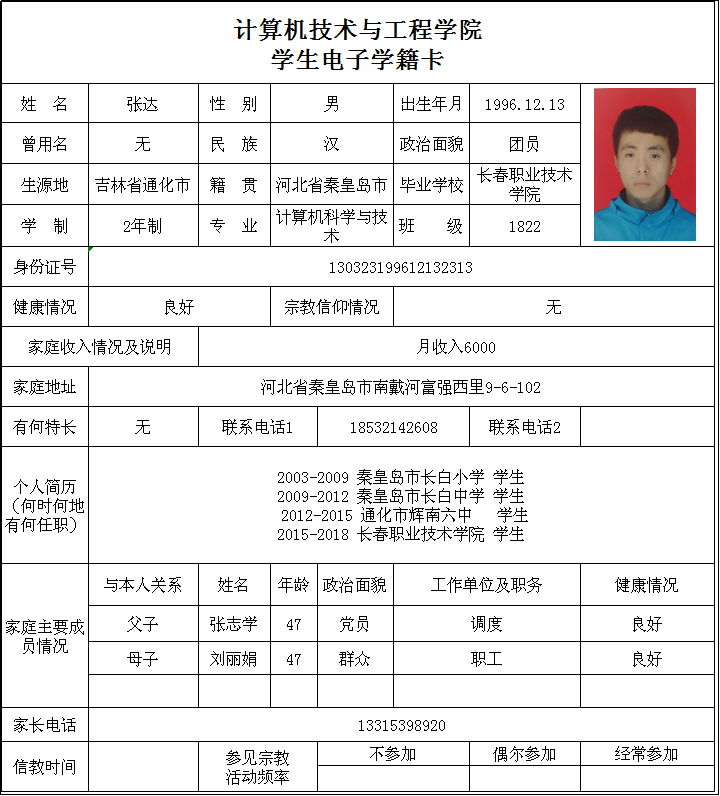 计算机技术与工程学院
学生电子学籍卡
姓 名 张达 性 别 男 出生年月 1996.12.13
曾用名 无 民 族 汉 政治面貌 团员
生源地 吉林省通化市 籍 贯 河北省秦皇岛市 毕业学校 长春职业技术
学院
学 制 2年制 专 业 计算机科学与技
术 班 级 1822
身份证号 130323199612132313
健康情况 良好 宗教信仰情况 无
家庭收入情况及说明 月收入6000
家庭地址 河北省秦皇岛市南戴河富强西里9-6-102
有何特长 无 联系电话1 18532142608 联系电话2
个人简历
(何时何地
有何任职)
2003-2009 秦皇岛市长白小学 学生
2009-2012 秦皇岛市长白中学 学生
2012-2015 通化市辉南六中 学生
2015-2018 长春职业技术学院 学生
家庭主要成
员情况
与本人关系 姓名 年龄 政治面貌 工作单位及职务 健康情况
父子 张志学 47 党员 调度 良好
母子 刘丽娟 47 群众 职工 良好
家长电话 13315398920
信教时间 参见宗教
活动频率 不参加 偶尔参加 经常参加